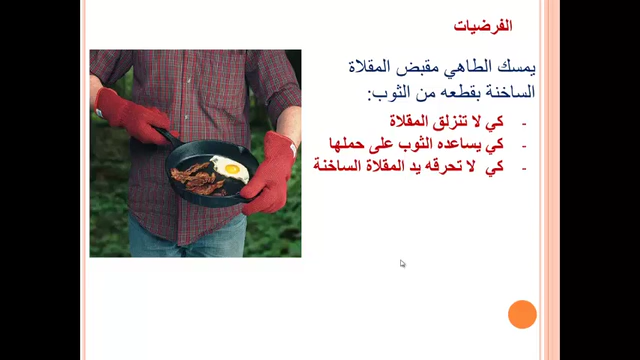 الفرضيات
يمسك الطاهي مقبض المقلاة
الساخنة بقطعه من الثوب:
- كي لا تنزلق المقلاة
- كي يساعده الثوب على حملها
- كي لا تحرقه يد المقلاة الساخنة